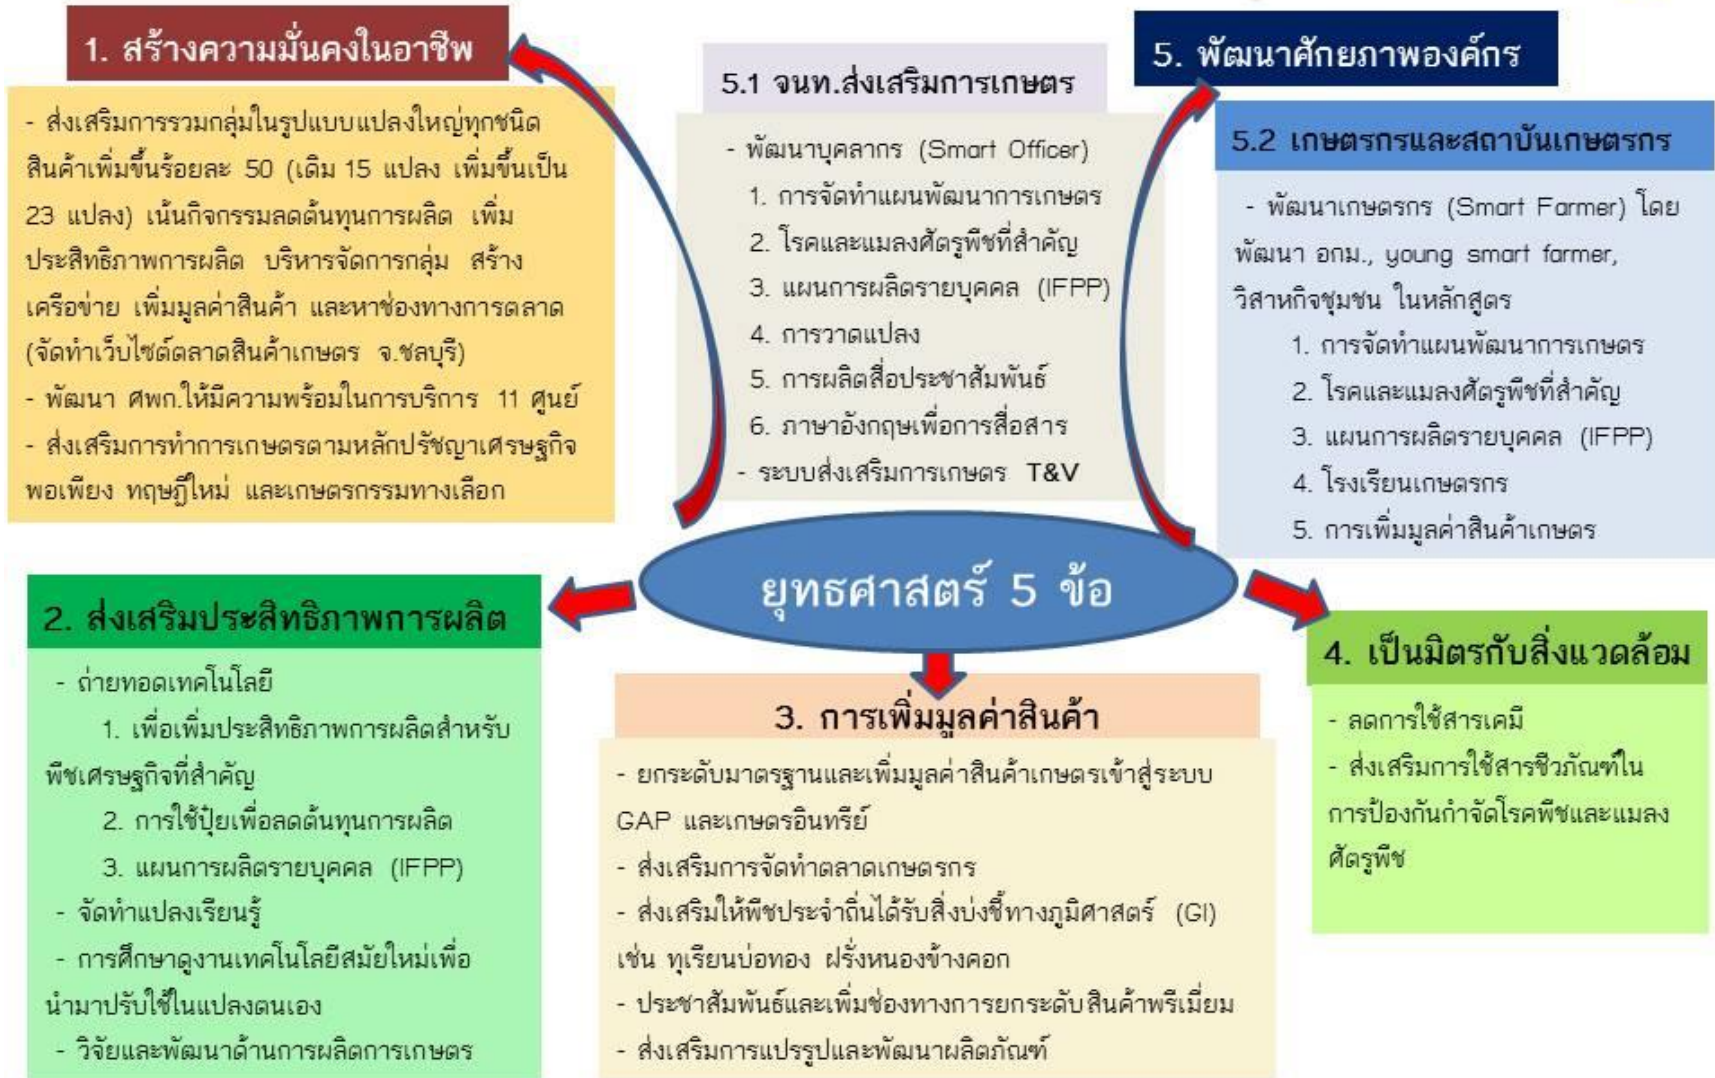 1. สร้างความมั่นคงในอาชีพ
- ส่งเสริมการรวมกลุ่มในรูปแบบแปลงใหญ่ทุกชนิด
สินค้าเพิ่มขึ้นร้อยละ 50 (เดิม 15 แปลง เพิ่มขึ้นเป็น
23 แปลง) เน้นกิจกรรมลดต้นทุนการผลิต เพิ่ม
ประสิทธิภาพการผลิต บริหารจัดการกลุ่ม สร้าง
เครือข่าย เพิ่มมูลค่าสินค้า และหาช่องทางการตลาด
(จัดทำเว็บไซต์ตลาดสินค้าเกษตร จ.ชลบุรี)
- พัฒนา ศพก.ให้มีความพร้อมในการบริการ 11 ศูนย์
- ส่งเสริมการทำการเกษตรตามหลักปรัชญาเศรษฐกิจ
พอเพียง ทฤษฎีใหม่ และเกษตรกรรมทางเลือก
5. พัฒนาศักยภาพองค์กร
5.1 จนท.ส่งเสริมการเกษตร
- พัฒนาบุคลากร (Smart Officer)
1. การจัดทำแผนพัฒนาการเกษตร
2. โรคและแมลงศัตรูพืชที่สำคัญ
3. แผนการผลิตรายบุคคล (IFPP)
4. การวาดแปลง
5. การผลิตสื่อประชาสัมพันธ์
6. ภาษาอังกฤษเพื่อการสื่อสาร
- ระบบส่งเสริมการเกษตร T&V
5.2 เกษตรกรและสถาบันเกษตรกร
- พัฒนาเกษตรกร (Smart Farmer) โดย
พัฒนา อกม., young smart farmer,
วิสาหกิจชุมชน ในหลักสูตร
1. การจัดทำแผนพัฒนาการเกษตร
2. โรคและแมลงศัตรูพืชที่สำคัญ
3. แผนการผลิตรายบุคคล (IFPP)
4. โรงเรียนเกษตรกร
5. การเพิ่มมูลค่าสินค้าเกษตร
ยุทธศาสตร์ 5 ข้อ
2. ส่งเสริมประสิทธิภาพการผลิต
- ถ่ายทอดเทคโนโลยี
1. เพื่อเพิ่มประสิทธิภาพการผลิตสำหรับ
พืชเศรษฐกิจที่สำคัญ
2. การใช้ปุ๋ยเพื่อลดต้นทุนการผลิต
3. แผนการผลิตรายบุคคล (IFPP)
- จัดทำแปลงเรียนรู้
- การศึกษาดูงานเทคโนโลยีสมัยใหม่เพื่อ
นำมาปรับใช้ในแปลงตนเอง
- วิจัยและพัฒนาด้านการผลิตการเกษตร
3. การเพิ่มมูลค่าสินค้า
- ยกระดับมาตรฐานและเพิ่มมูลค่าสินค้าเกษตรเข้าสู่ระบบ
GAP และเกษตรอินทรีย์
- ส่งเสริมการจัดทำตลาดเกษตรกร
- ส่งเสริมให้พืชประจำถิ่นได้รับสิ่งบ่งชี้ทางภูมิศาสตร์ (GI)
เช่น ทุเรียนบ่อทอง ฝรั่งหนองข้างคอก
- ประชาสัมพันธ์และเพิ่มช่องทางการยกระดับสินค้าพรีเมี่ยม
- ส่งเสริมการแปรรูปและพัฒนาผลิตภัณฑ์
4. เป็นมิตรกับสิ่งแวดล้อม
- ลดการใช้สารเคมี
- ส่งเสริมการใช้สารชีวภัณฑ์ใน
การป้องกันกำจัดโรคพืชและแมลง
ศัตรูพืช